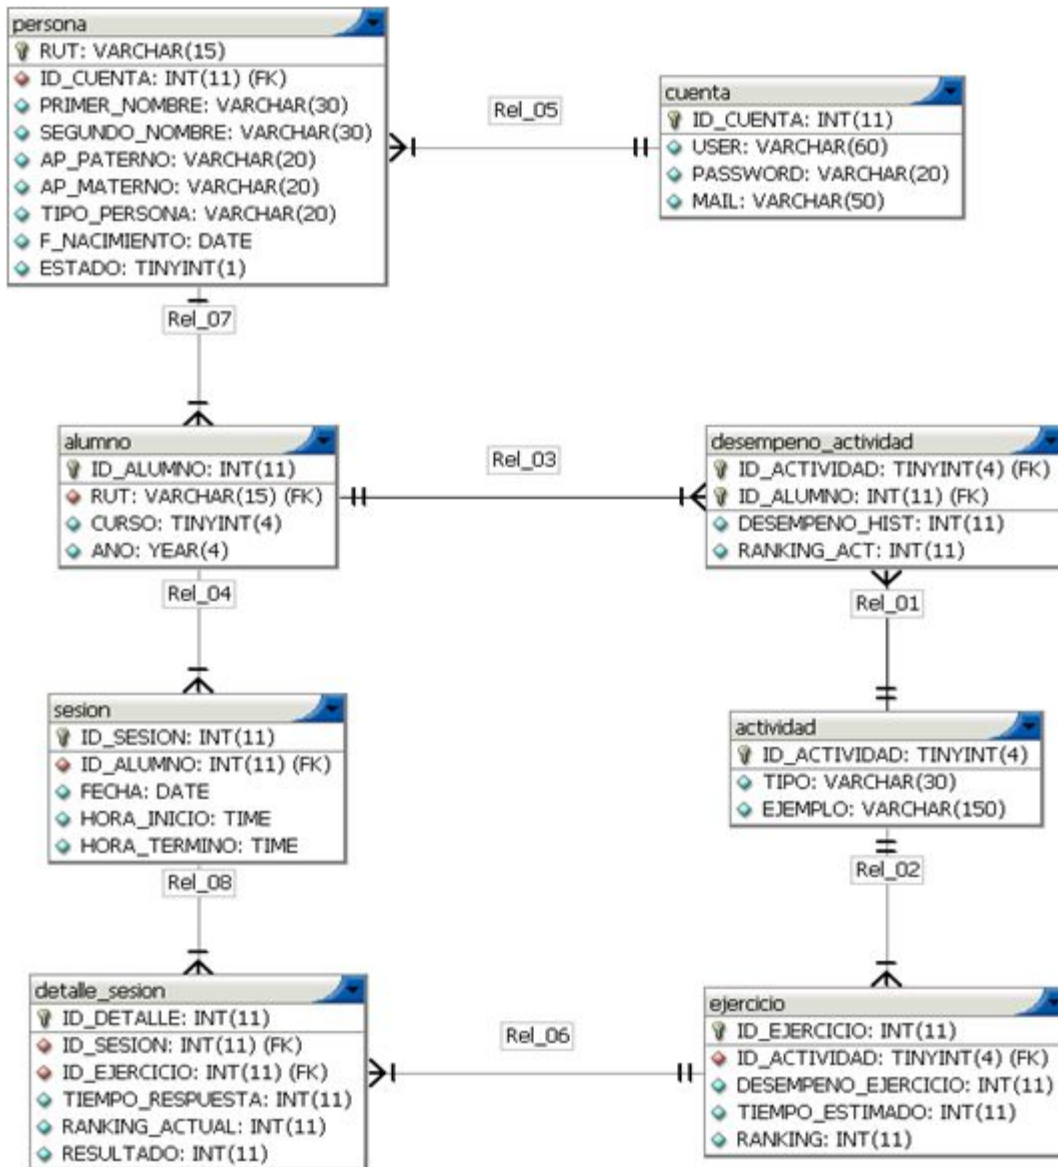 persona
RUT: VARCHAR(15)
ID_CUENTA: INT(11) (FK)
PRIMER_NOMBRE: VARCHAR(30)
SEGUNDO_NOMBRE: VARCHAR(30)
AP_PATERNO: VARCHAR(20)
AP_MATERNO: VARCHAR(20)
TIPO_PERSONA: VARCHAR(20)
F_NACIMIENTO: DATE
ESTADO: TINYINT(1)
Rel_05
cuenta
ID_CUENTA: INT(11)
USER: VARCHAR(60)
PASSWORD: VARCHAR(20)
MAIL: VARCHAR(50)
Rel_07
alumno
ID_ALUMNO: INT(11)
RUT: VARCHAR(15) (FK)
CURSO: TINYINT(4)
ANO: YEAR(4)
Rel_03
desempeno_actividad
ID_ACTIVIDAD: TINYINT(4) (FK)
ID_ALUMNO: INT(11) (FK)
DESEMPENO_HIST: INT(11)
RANKING_ACT: INT(11)
Rel_04
Rel_01
sesion
ID_SESION: INT(11)
ID_ALUMNO: INT(11) (FK)
FECHA: DATE
HORA_INICIO: TIME
HORA_TERMINO: TIME
actividad
ID_ACTIVIDAD: TINYINT(4)
TIPO: VARCHAR(30)
EJEMPLO: VARCHAR(150)
Rel_08
Rel_02
detalle_sesion
ID_DETALLE: INT(11)
ID_SESION: INT(11) (FK)
ID_EJERCICIO: INT(11) (FK)
TIEMPO_RESPUESTA: INT(11)
RANKING_ACTUAL: INT(11)
RESULTADO: INT(11)
Rel_06
ejercicio
ID_EJERCICIO: INT(11)
ID_ACTIVIDAD: TINYINT(4) (FK)
DESEMPENO_EJERCICIO: INT(11)
TIEMPO_ESTIMADO: INT(11)
RANKING: INT(11)